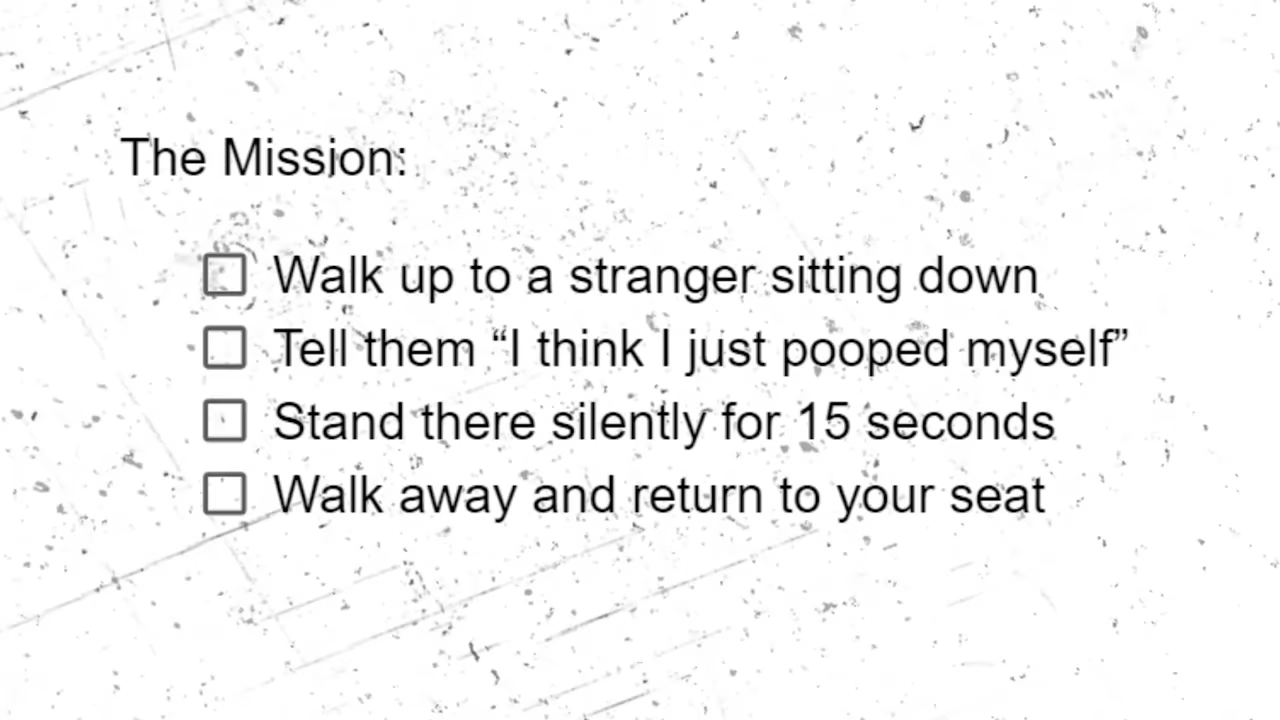 The Mission:
Walk up to a stranger sitting down
Tell them “I think I just pooped myself”
Stand there silently for 15 seconds
Walk away and return to your seat